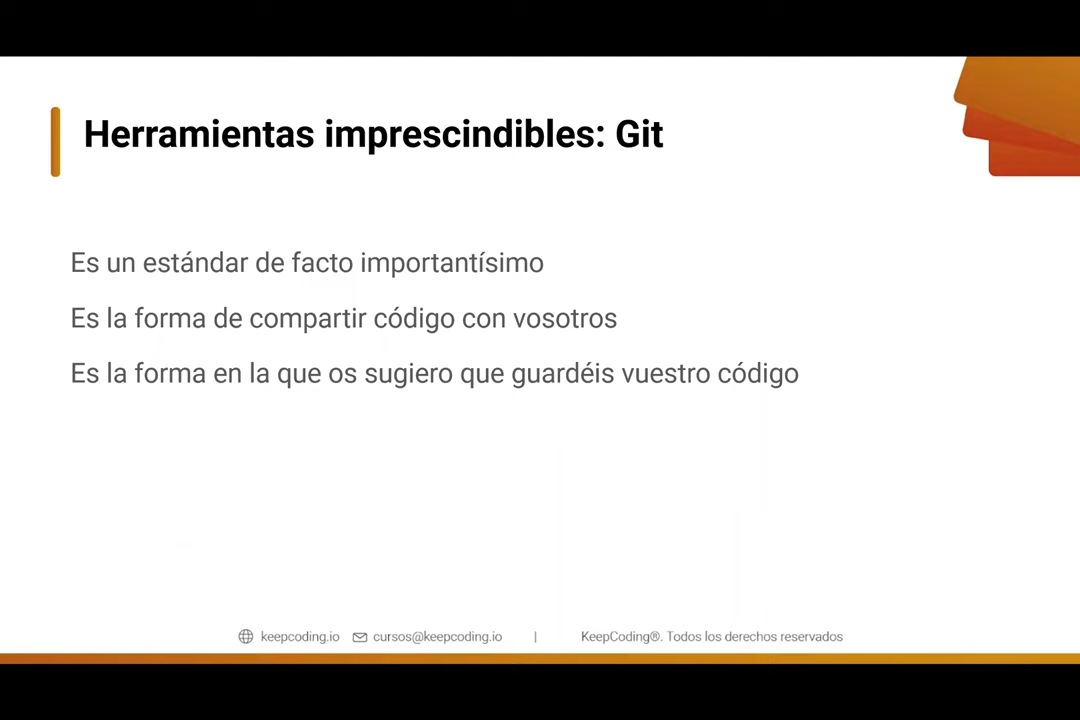 Herramientas imprescindibles: Git
Es un estándar de facto importantísimo
Es la forma de compartir código con vosotros
Es la forma en la que os sugiero que guardéis vuestro código
keepcoding.io cursos@keepcoding.io | KeepCoding®. Todos los derechos reservados